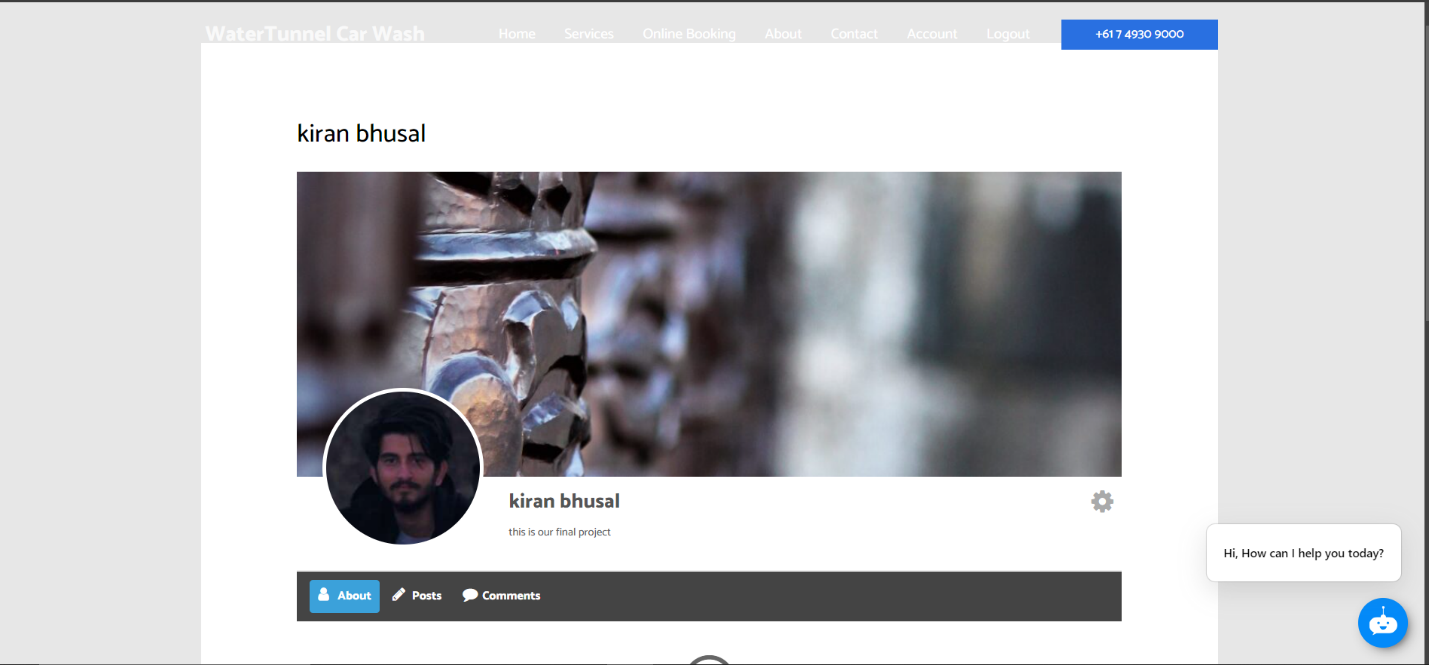 WaterTunnel Car Wash Home Services Online Booking About Contact Account Logout +61 7 4930 9000
kiran bhusal
kiran bhusal
this is our final project
Hi, How can I help you today?
About Posts Comments